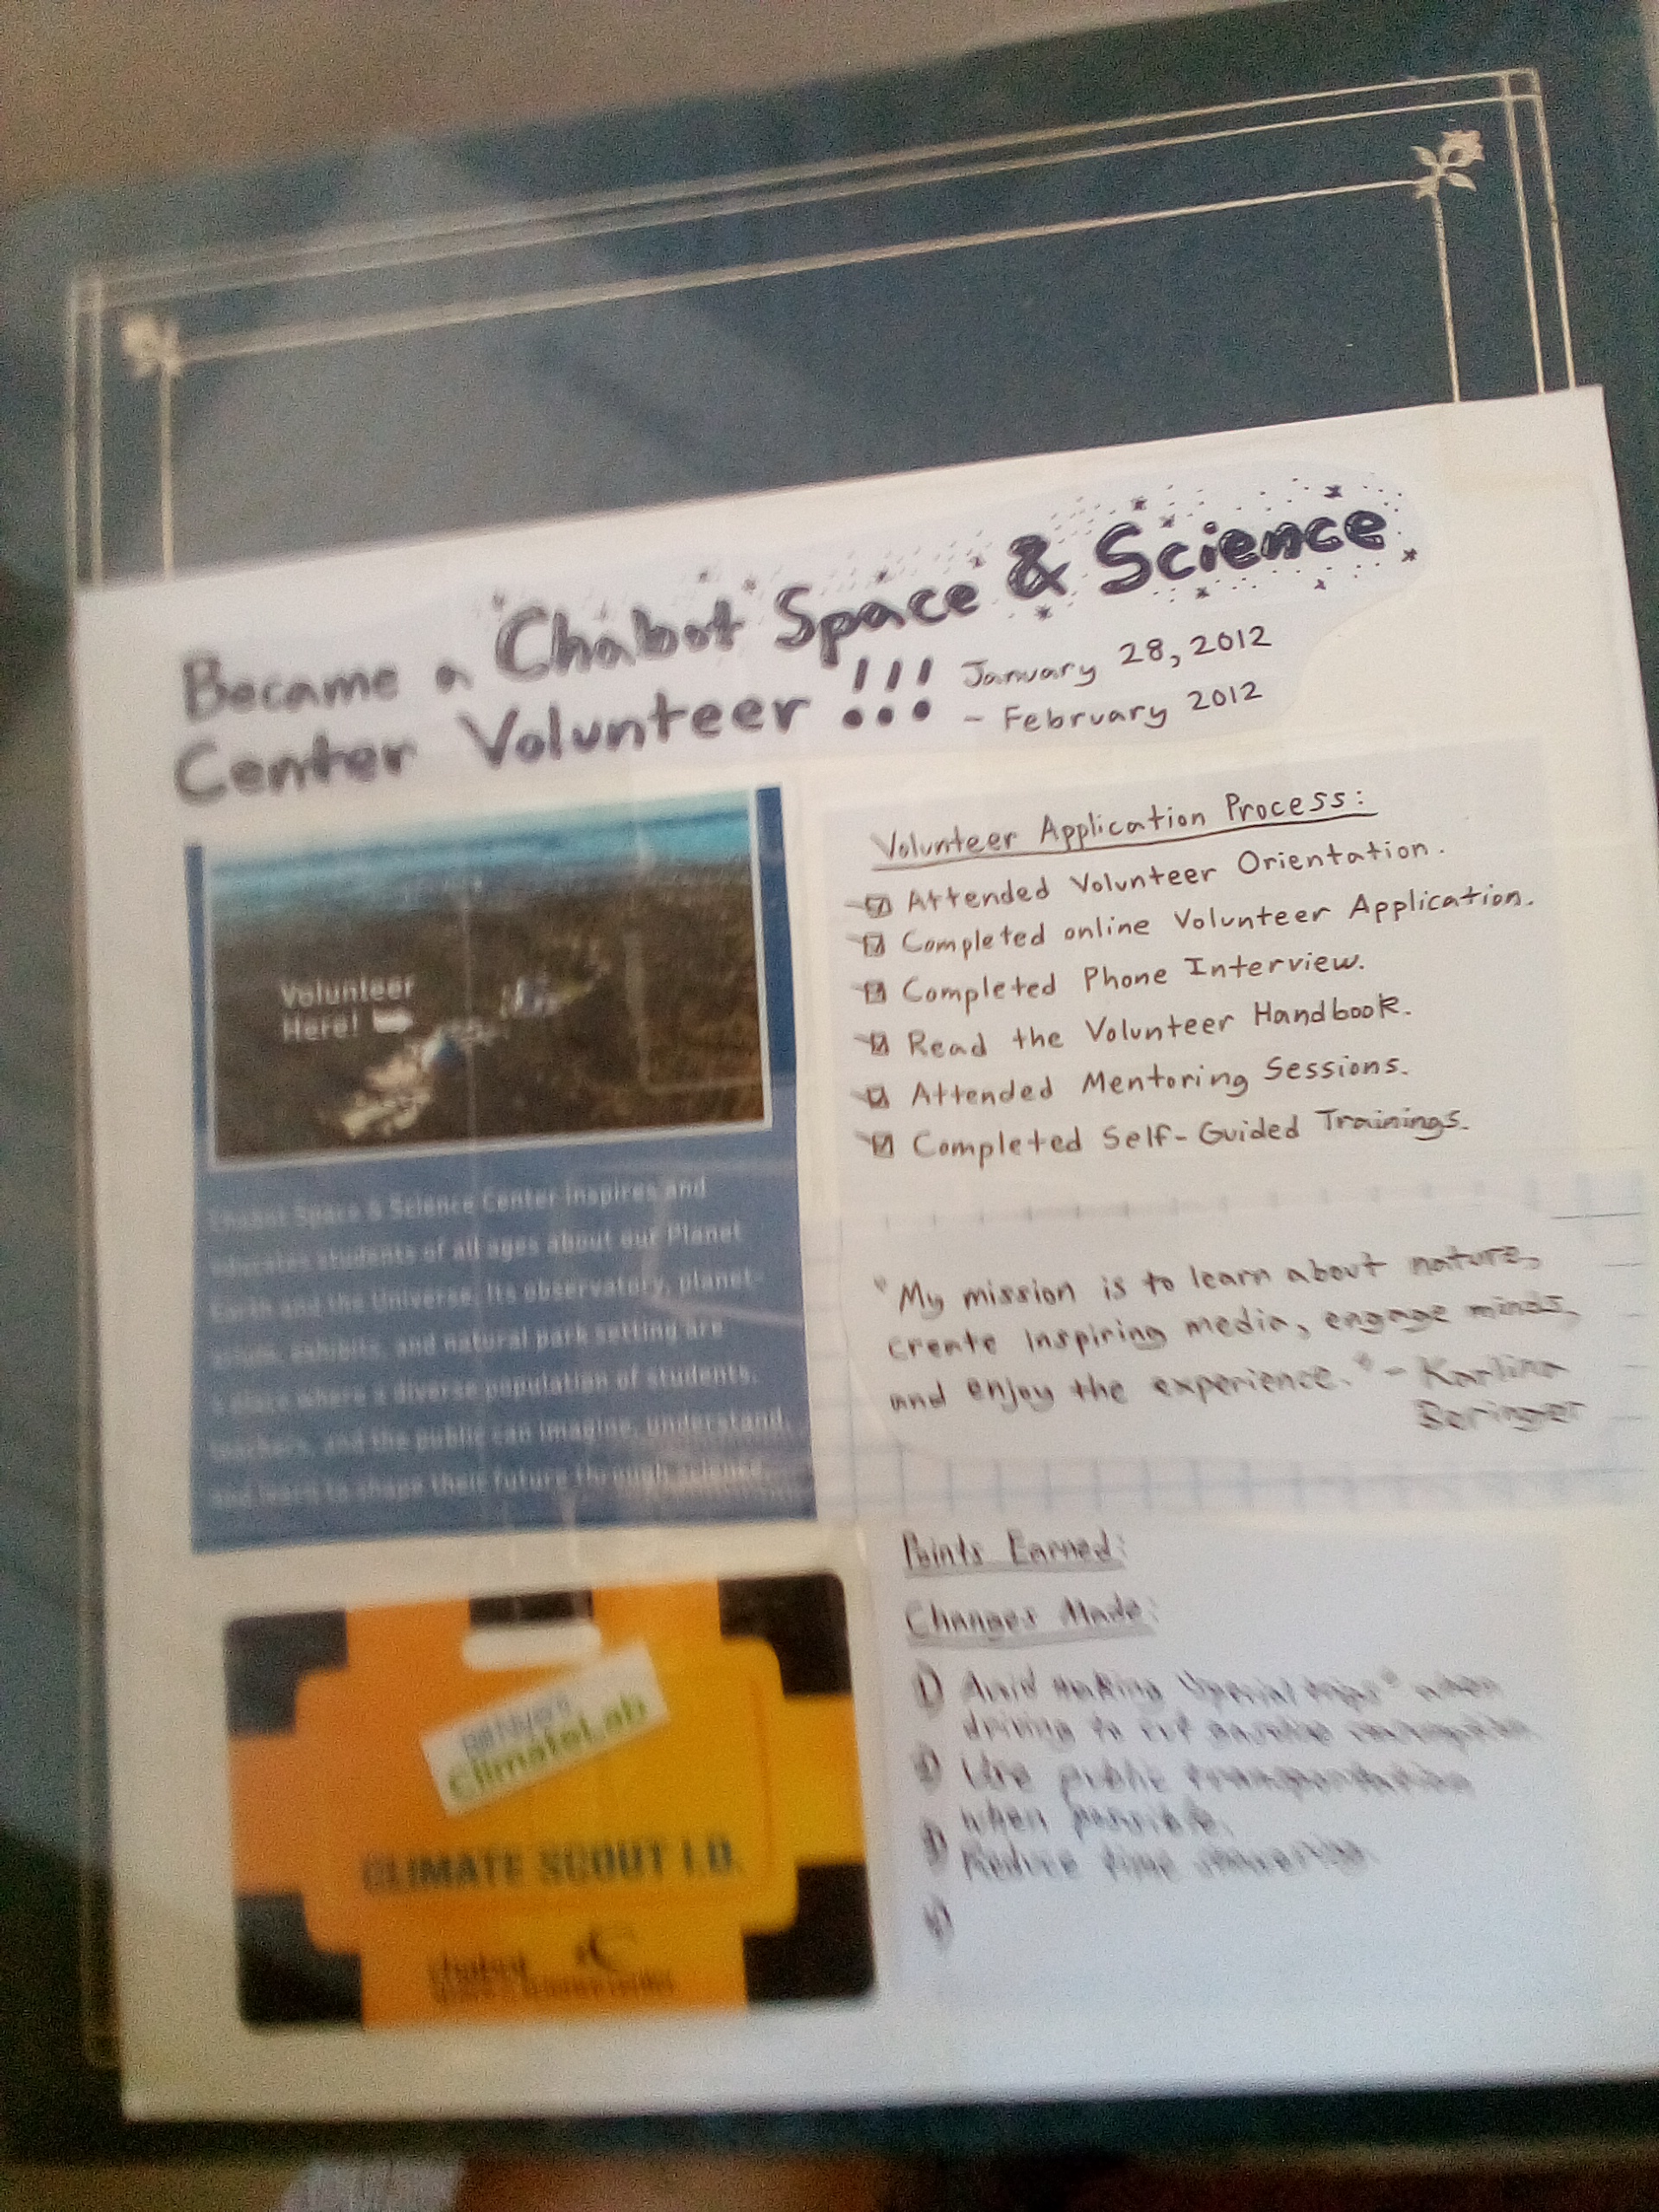 Became a Chabot Space & Science
Center Volunteer!!!
January 28, 2012
- February 2012
Volunteer
Here!
Chabot Space & Science Center inspires and
educates students of all ages about our Planet
Earth and the Universe. Its observatory, planet-
arium, exhibits, and natural park setting are
a place where a diverse population of students,
teachers, and the public can imagine, understand,
and learn to shape their future through science.
Volunteer Application Process:
Attended Volunteer Orientation.
Completed online Volunteer Application.
Completed Phone Interview.
Read the Volunteer Handbook.
Attended Mentoring Sessions.
Completed Self-Guided Trainings.
"My mission is to learn about nature,
create inspiring media, engage minds,
and enjoy the experience." - Karlina
Beringer
Points Earned:
Changes Made:
1) Avoid making "special trips" when
driving to cut gasoline consumption.
2) Use public transportation
when possible.
3) Reduce time
4)
ClimateLab
CLIMATE SCOUT I.D.
chabot